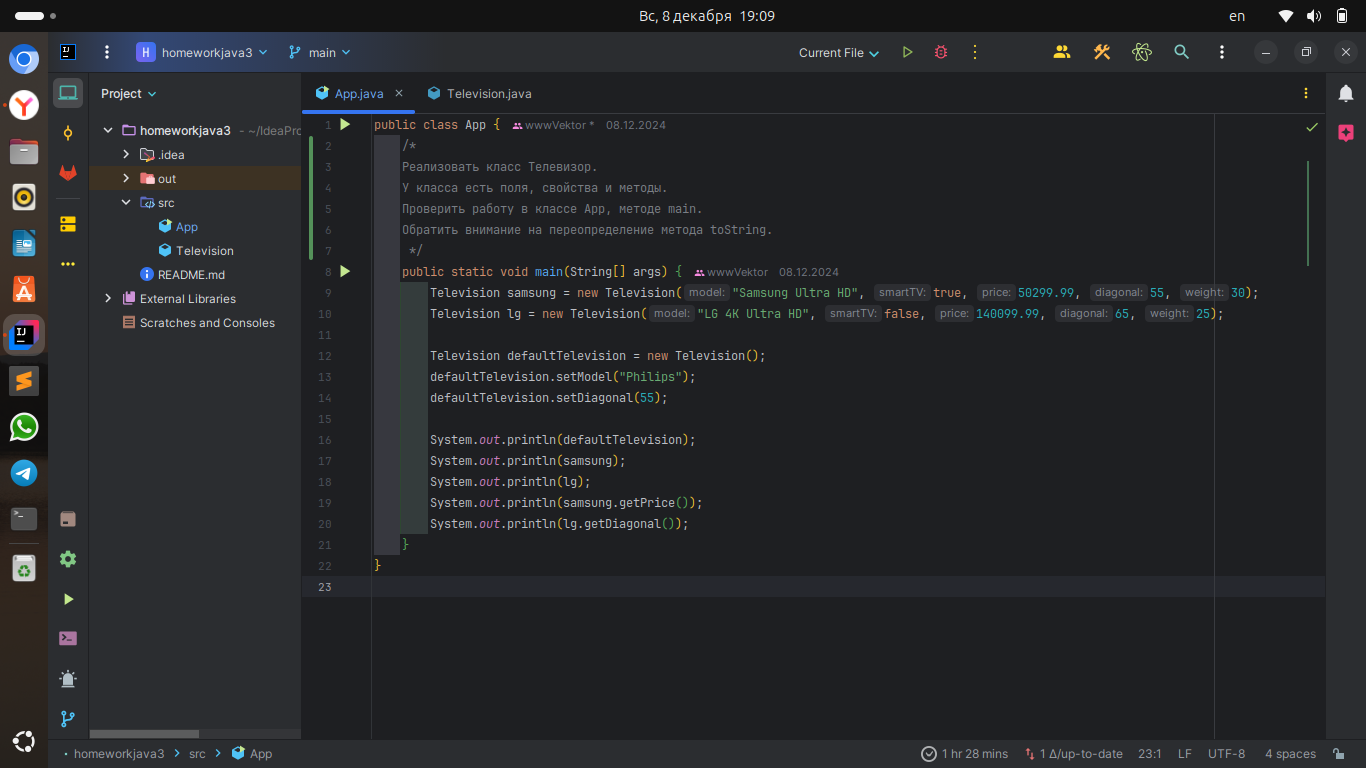 Вс, 8 декабря 19:09
en
H homeworkjava3
main
Current File
Project
App.java
Television.java
homeworkjava3 - ~/IdeaPro
.idea
out
src
App
Television
README.md
External Libraries
Scratches and Consoles
1 public class App { wwwVektor * 08.12.2024
2 /*
3 Реализовать класс Телевизор.
4 У класса есть поля, свойства и методы.
5 Проверить работу в классе App, методе main.
6 Обратить внимание на переопределение метода toString.
7 */
8 public static void main(String[] args) { wwwVektor 08.12.2024
9 Television samsung = new Television( model: "Samsung Ultra HD", smartTV: true, price: 50299.99, diagonal: 55, weight: 30);
10 Television lg = new Television( model: "LG 4K Ultra HD", smartTV: false, price: 140099.99, diagonal: 65, weight: 25);
11
12 Television defaultTelevision = new Television();
13 defaultTelevision.setModel("Philips");
14 defaultTelevision.setDiagonal(55);
15
16 System.out.println(defaultTelevision);
17 System.out.println(samsung);
18 System.out.println(lg);
19 System.out.println(samsung.getPrice());
20 System.out.println(lg.getDiagonal());
21 }
22 }
23
homeworkjava3 > src > App
1 hr 28 mins
1 Δ/up-to-date
23:1
LF
UTF-8
4 spaces